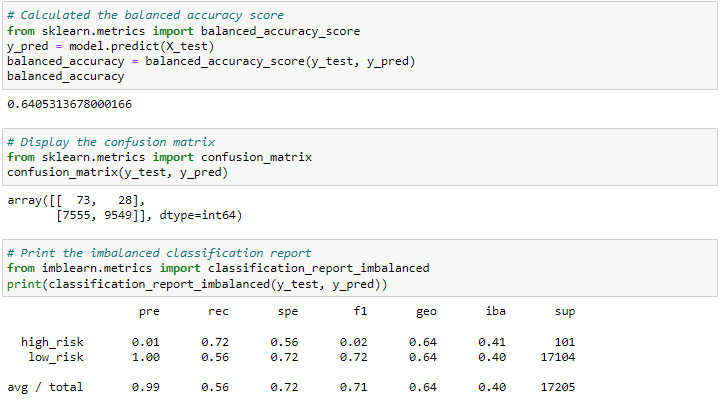 # Calculated the balanced accuracy score
from sklearn.metrics import balanced_accuracy_score
y_pred = model.predict(X_test)
balanced_accuracy = balanced_accuracy_score(y_test, y_pred)
balanced_accuracy
0.6405313678000166
# Display the confusion matrix
from sklearn.metrics import confusion_matrix
confusion_matrix(y_test, y_pred)
array([[  73,   28],
       [7555, 9549]], dtype=int64)
# Print the imbalanced classification report
from imblearn.metrics import classification_report_imbalanced
print(classification_report_imbalanced(y_test, y_pred))
pre rec spe f1 geo iba sup
high_risk 0.01 0.72 0.56 0.02 0.64 0.41 101
low_risk 1.00 0.56 0.72 0.72 0.64 0.40 17104
avg / total 0.99 0.56 0.72 0.71 0.64 0.40 17205